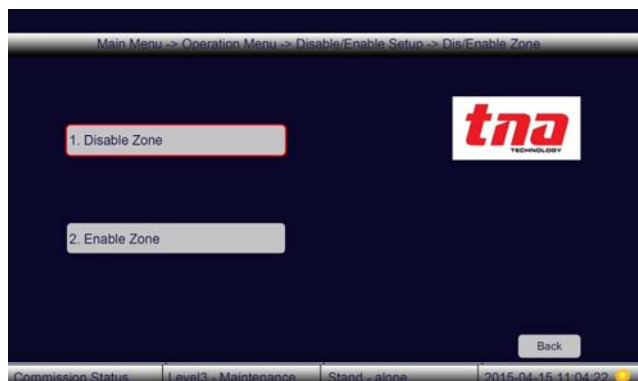 Main Menu -> Operation Menu -> Disable/Enable Setup -> Dis/Enable Zone
tna
TECHNOLOGY
1. Disable Zone
2. Enable Zone
Back
Commission Status Level3 - Maintenance Stand - alone 2015-04-15 11:04:22